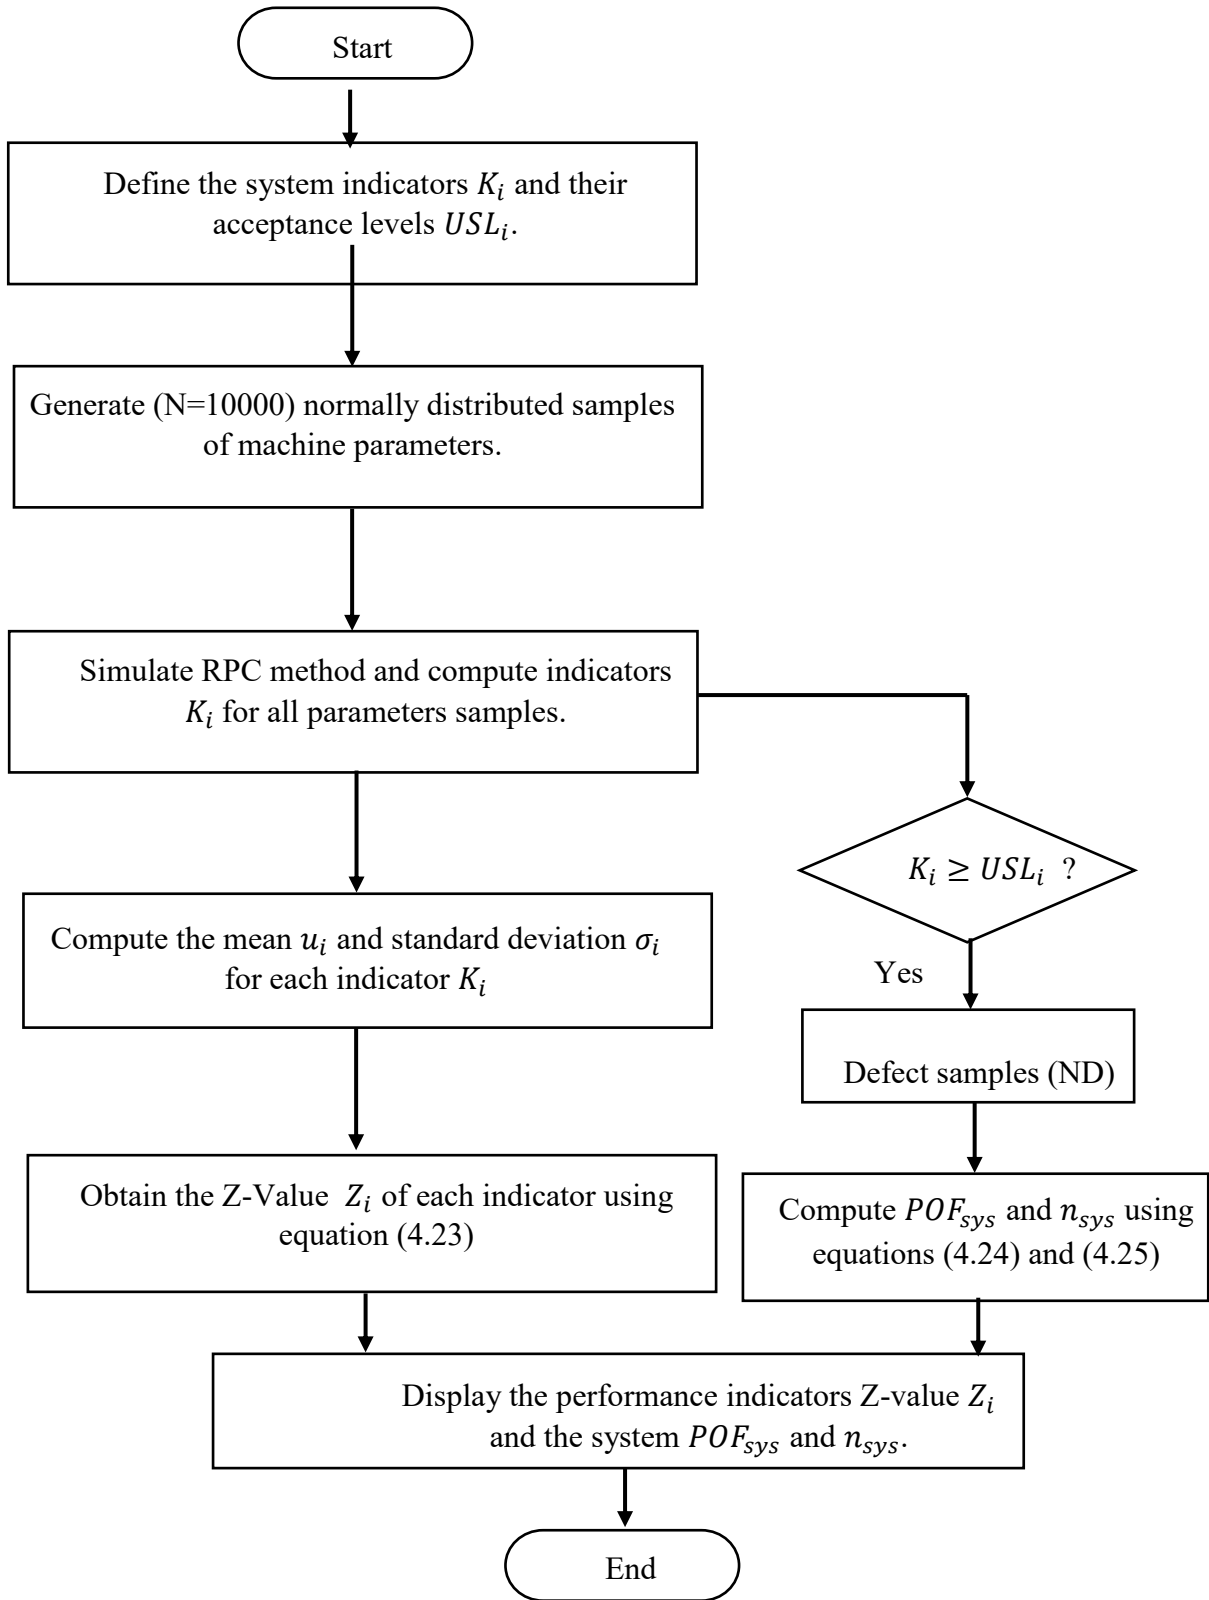 Start
Define the system indicators K_i and their
acceptance levels USL_i.
Generate (N=10000) normally distributed samples
of machine parameters.
Simulate RPC method and compute indicators
K_i for all parameters samples.
K_i ≥ USL_i ?
Compute the mean u_i and standard deviation σ_i
for each indicator K_i
Yes
Defect samples (ND)
Obtain the Z-Value Z_i of each indicator using
equation (4.23)
Compute POF_sys and n_sys using
equations (4.24) and (4.25)
Display the performance indicators Z-value Z_i
and the system POF_sys and n_sys.
End